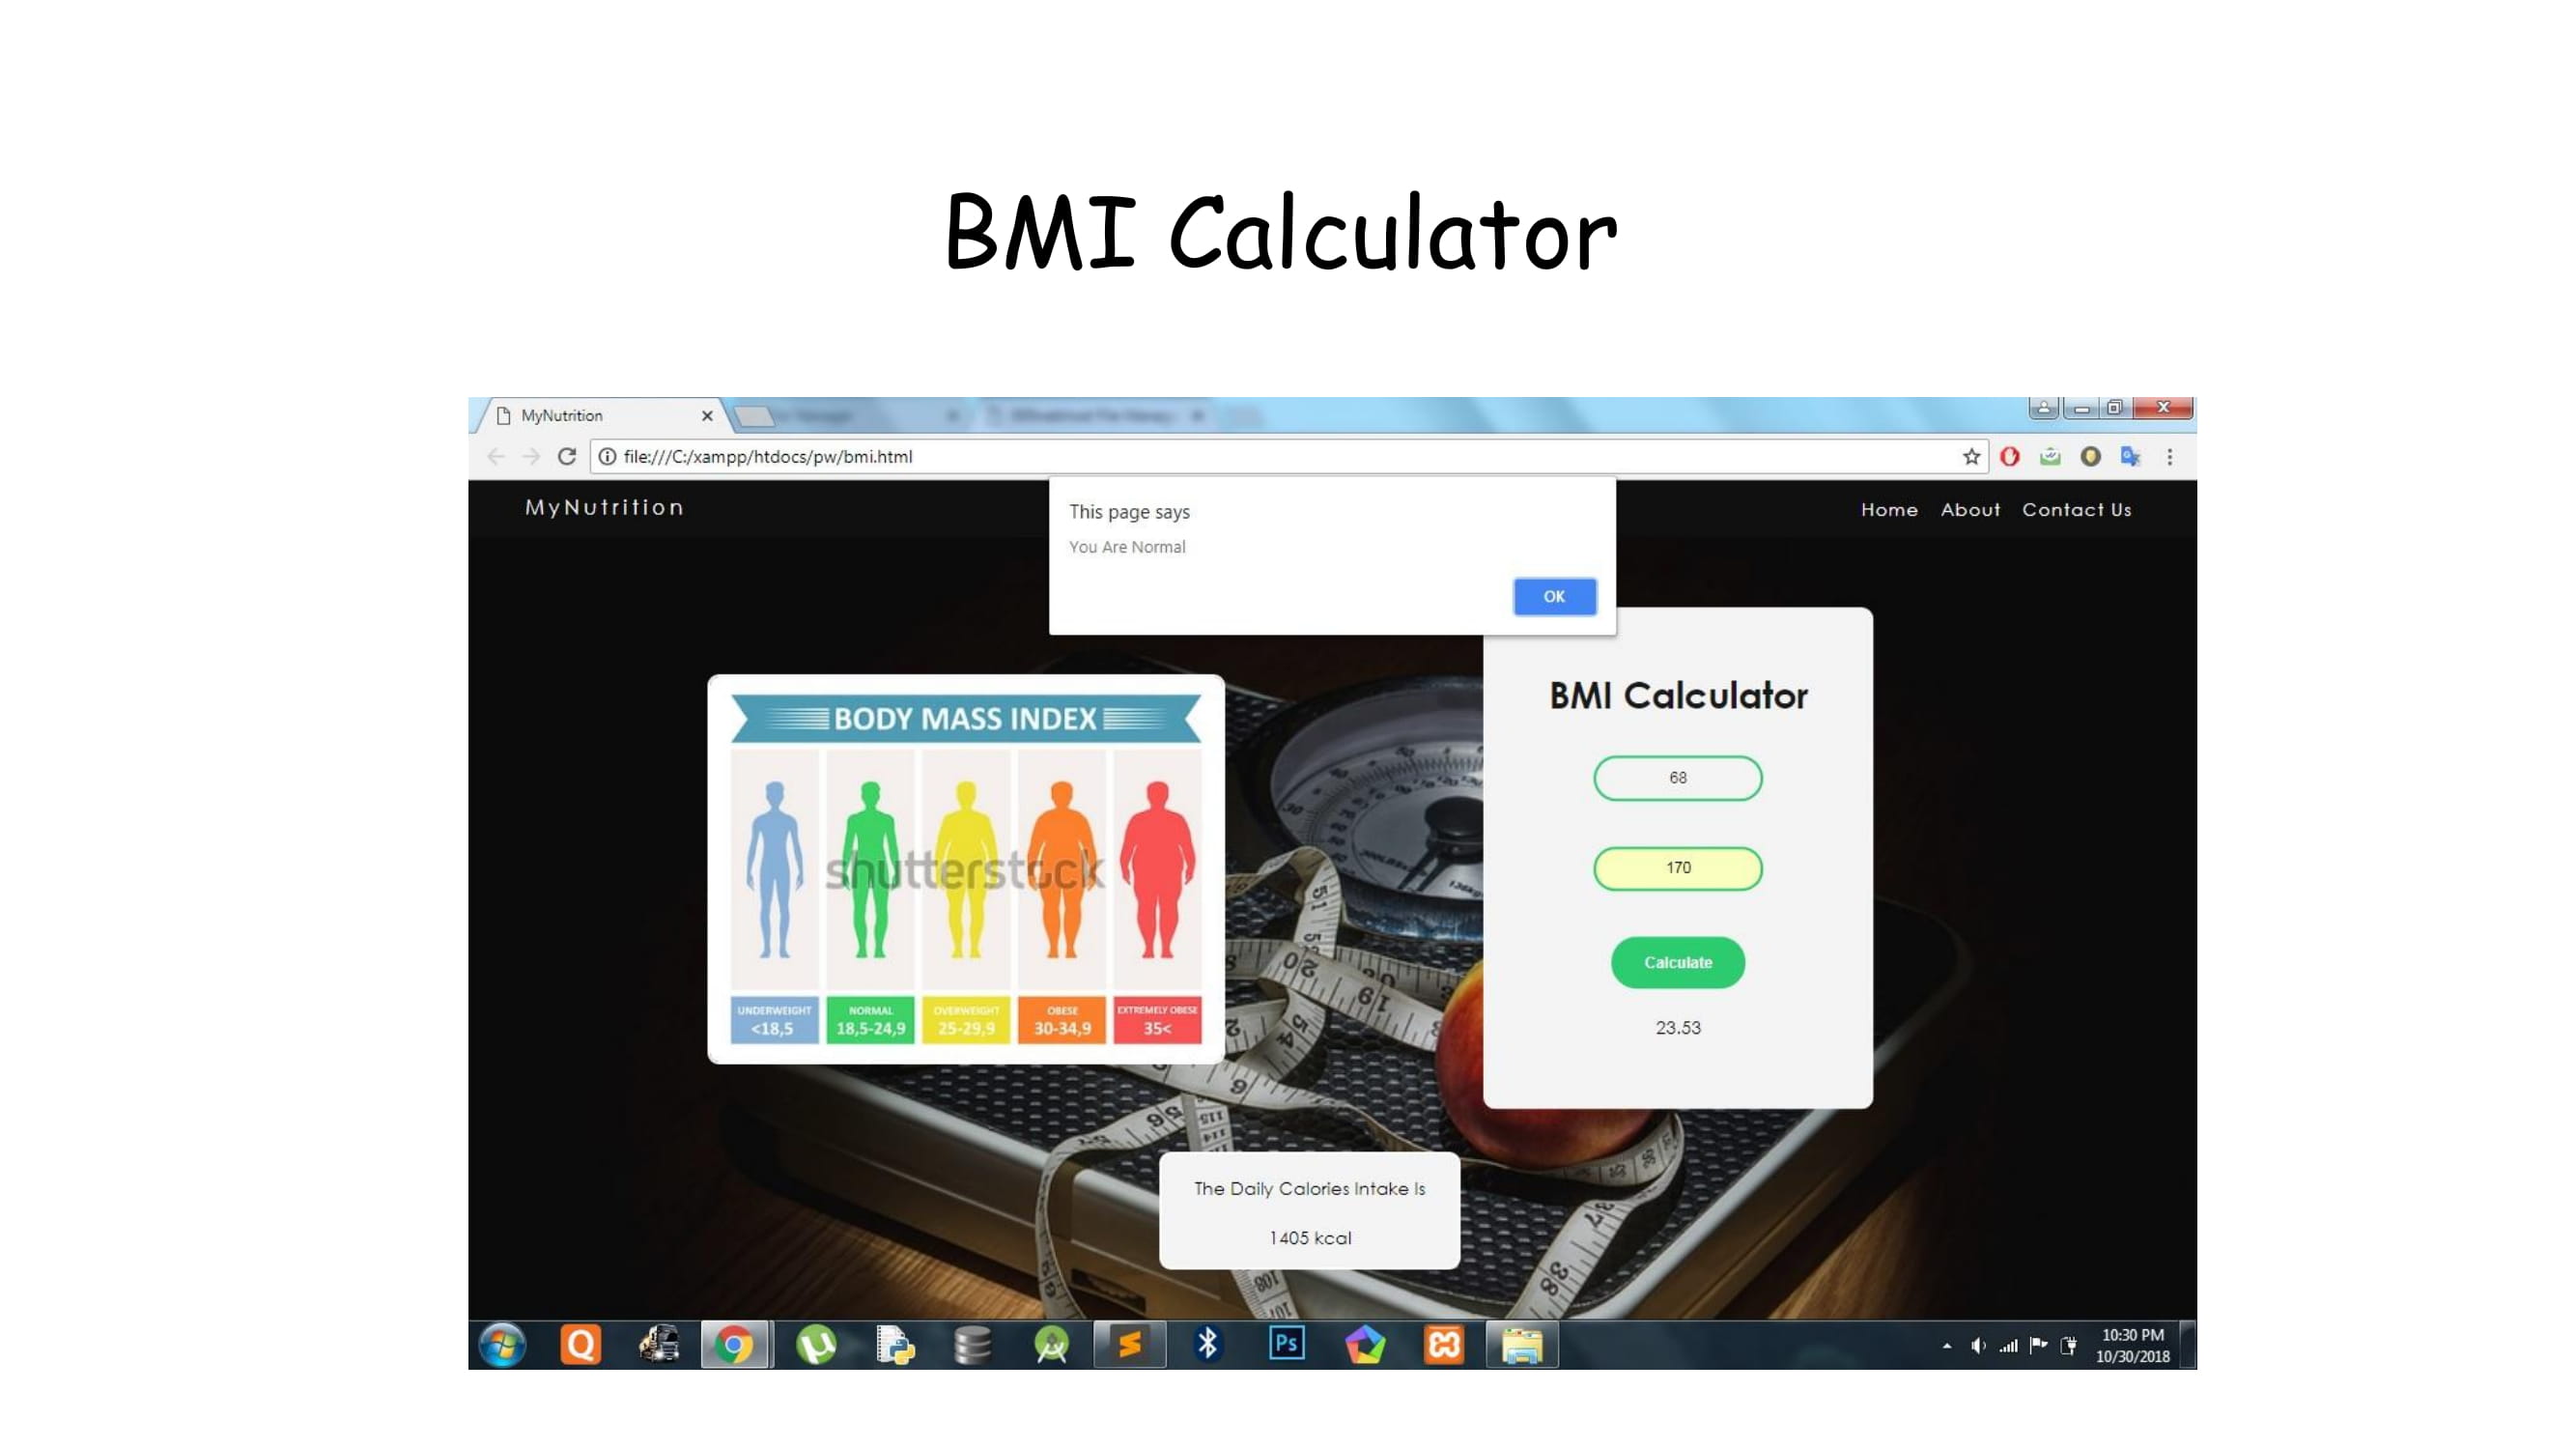 BMI Calculator
MyNutrition
file:///C:/xampp/htdocs/pw/bmi.html
MyNutrition
Home About Contact Us
This page says
You Are Normal
OK
BODY MASS INDEX
shutterstock
UNDERWEIGHT
<18,5
NORMAL
18,5-24,9
OVERWEIGHT
25-29,9
OBESE
30-34,9
EXTREMELY OBESE
35<
BMI Calculator
68
170
Calculate
23.53
The Daily Calories Intake Is
1405 kcal
Ps
10:30 PM
10/30/2018